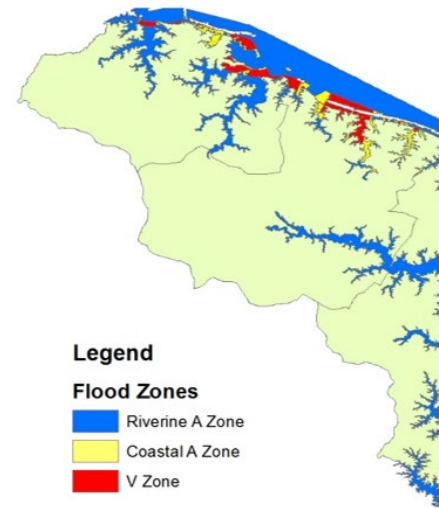 Legend
Flood Zones
Riverine A Zone
Coastal A Zone
V Zone